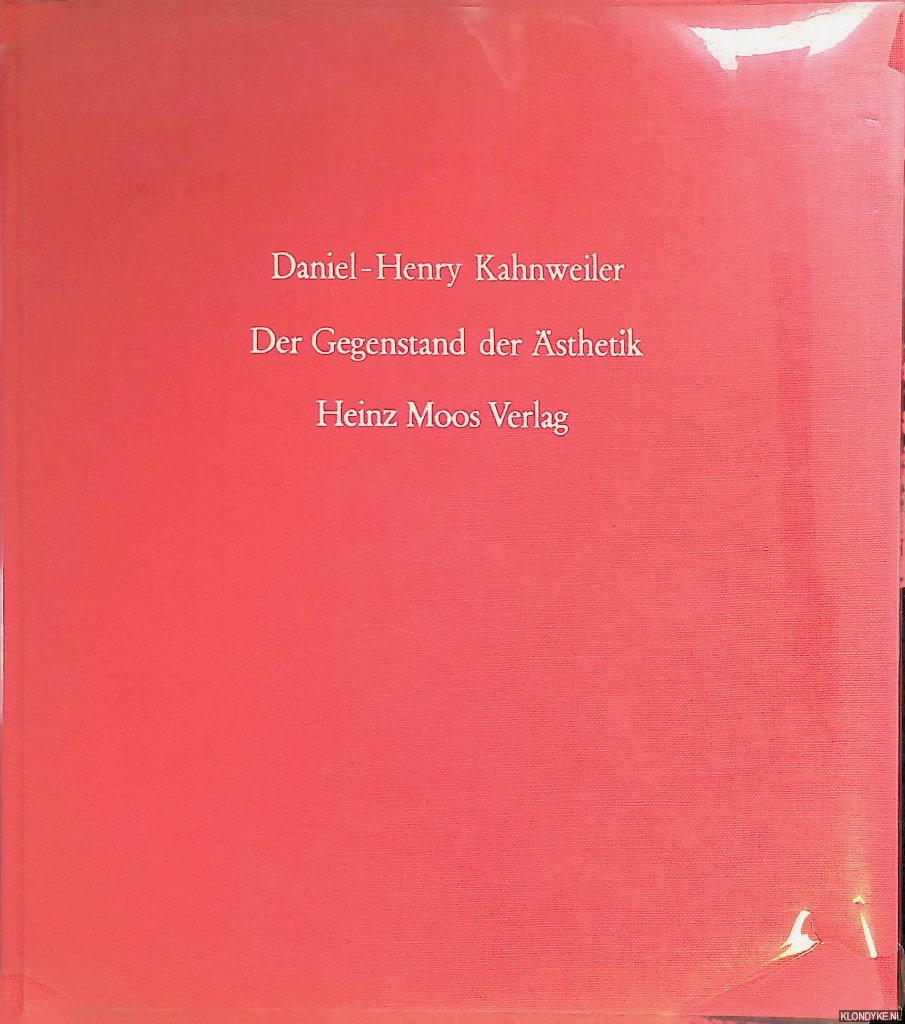 Daniel-Henry Kahnweiler
Der Gegenstand der Ästhetik
Heinz Moos Verlag
KLONDYKE.NL